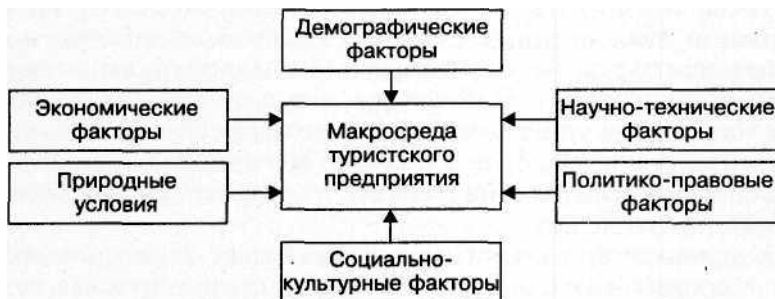 Демографические
факторы
Экономические
факторы
Научно-технические
факторы
Макросреда
туристского
предприятия
Природные
условия
Политико-правовые
факторы
Социально-
культурные факторы